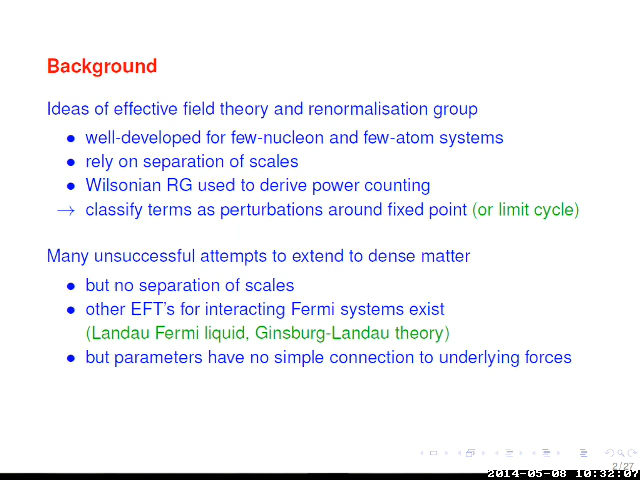 Background
Ideas of effective field theory and renormalisation group
• well-developed for few-nucleon and few-atom systems
• rely on separation of scales
• Wilsonian RG used to derive power counting
→ classify terms as perturbations around fixed point (or limit cycle)
Many unsuccessful attempts to extend to dense matter
• but no separation of scales
• other EFT's for interacting Fermi systems exist
(Landau Fermi liquid, Ginsburg-Landau theory)
• but parameters have no simple connection to underlying forces
2/27
2014-05-08 10:32:07